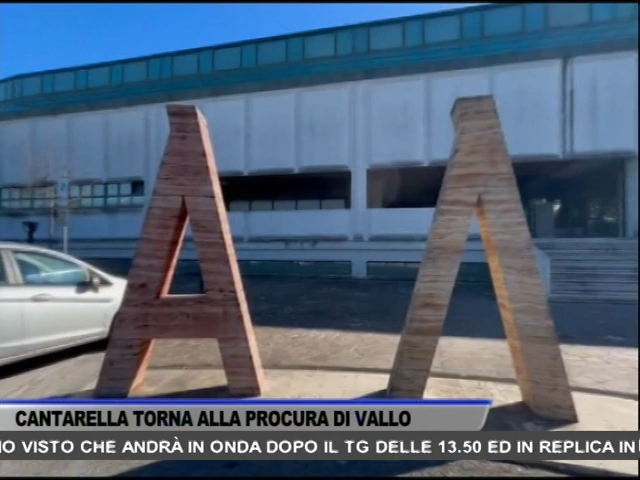 A Λ
CANTARELLA TORNA ALLA PROCURA DI VALLO
VISTO CHE ANDRÀ IN ONDA DOPO IL TG DELLE 13.50 ED IN REPLICA IN